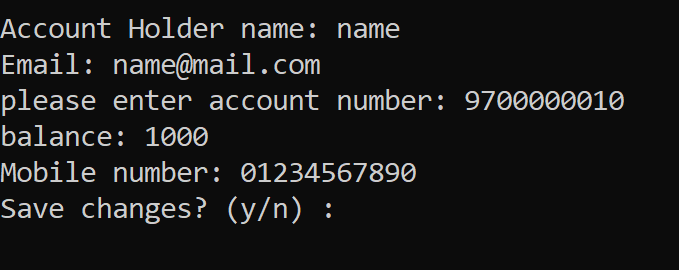 Account Holder name: name
Email: name@mail.com
please enter account number: 9700000010
balance: 1000
Mobile number: 01234567890
Save changes? (y/n) :